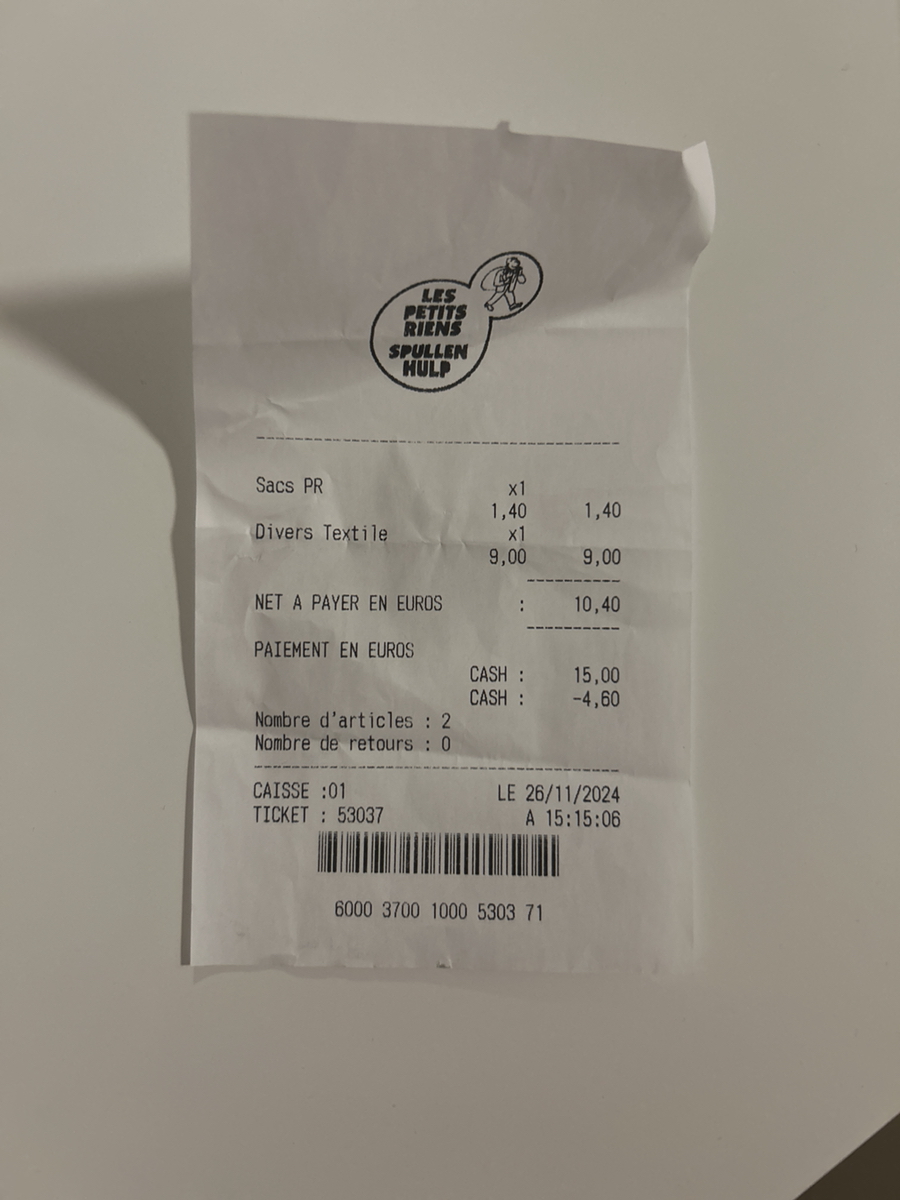 LES
PETITS
RIENS
SPULLEN
HULP
Sacs PR x1
1,40 1,40
Divers Textile x1
9,00 9,00
NET A PAYER EN EUROS : 10,40
PAIEMENT EN EUROS
CASH : 15,00
CASH : -4,60
Nombre d'articles : 2
Nombre de retours : 0
CAISSE :01 LE 26/11/2024
TICKET : 53037 A 15:15:06
6000 3700 1000 5303 71